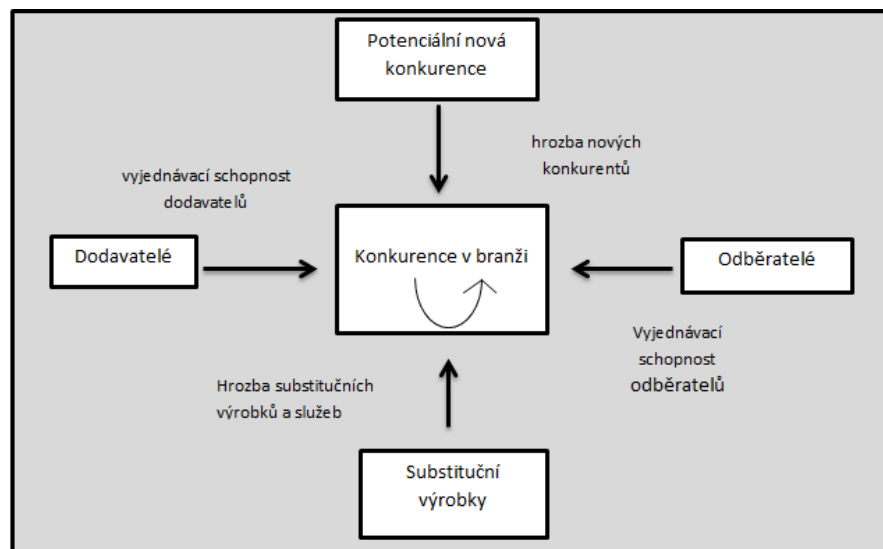 Potenciální nová
konkurence
hrozba nových
konkurentů
vyjednávací schopnost
dodavatelů
Dodavatelé
Konkurence v branži
Odběratelé
Vyjednávací
schopnost
odběratelů
Hrozba substitučních
výrobků a služeb
Substituční
výrobky